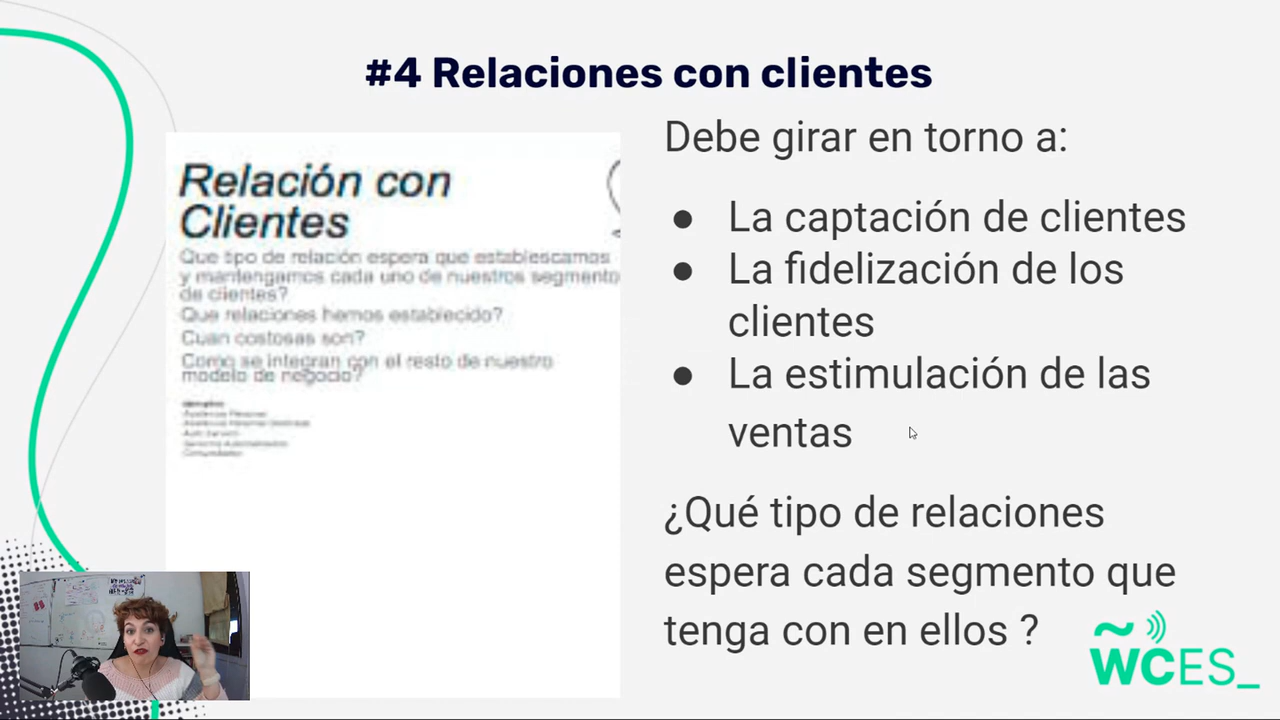 #4 Relaciones con clientes
Relación con
Clientes
Que tipo de relación espera que establescamos
y mantengamos cada uno de nuestros segmento
de clientes?
Que relaciones hemos establecido?
Cuan costosas son?
Como se integran con el resto de nuestro
modelo de negocio?
Debe girar en torno a:
● La captación de clientes
● La fidelización de los
clientes
● La estimulación de las
ventas
¿Qué tipo de relaciones
espera cada segmento que
tenga con en ellos ?
WCES_